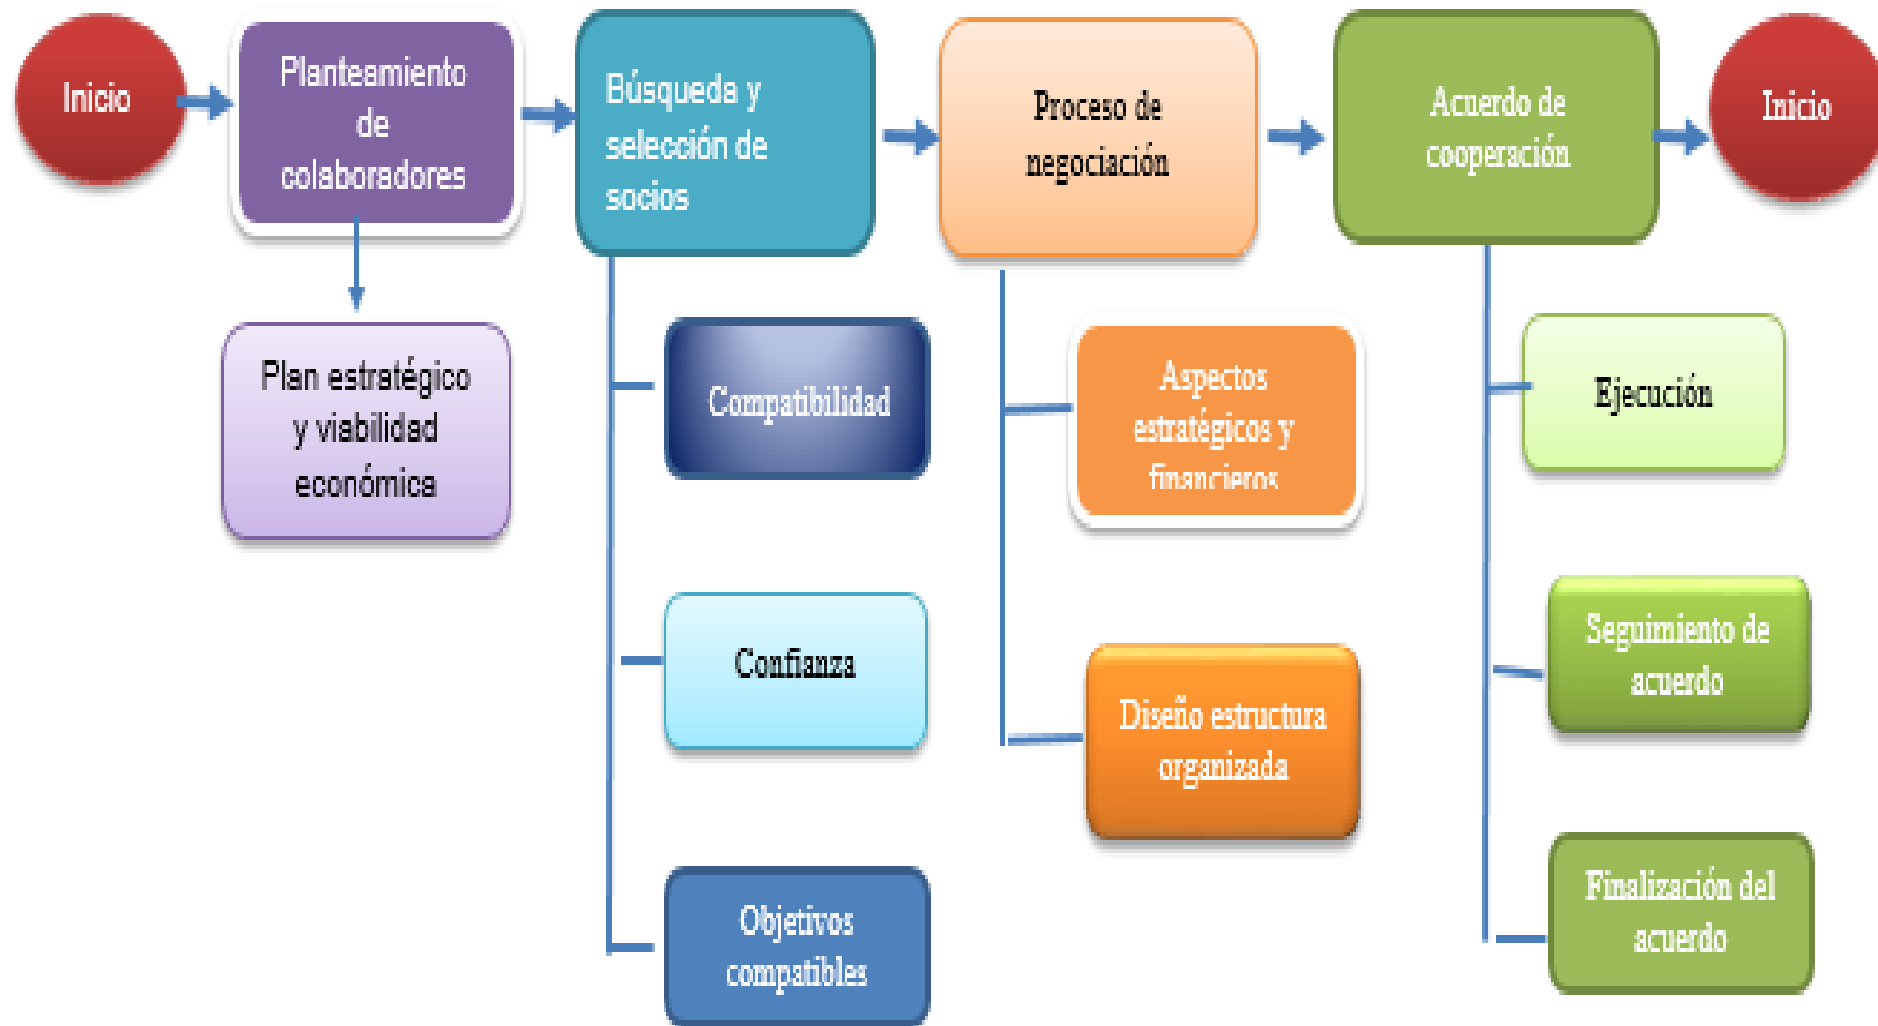 Inicio
Planteamiento
de
colaboradores
Búsqueda y
selección de
socios
Proceso de
negociación
Acuerdo de
cooperación
Inicio
Plan estratégico
y viabilidad
económica
Compatibilidad
Confianza
Objetivos
compatibles
Aspectos
estratégicos y
financieros
Diseño estructura
organizada
Ejecución
Seguimiento de
acuerdo
Finalización del
acuerdo